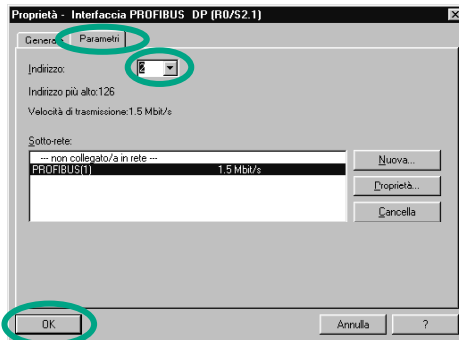 Proprietà - Interfaccia PROFIBUS DP (R0/S2.1)
Generale Parametri
Indirizzo: 2
Indirizzo più alto:126
Velocità di trasmissione:1.5 Mbit/s
Sotto-rete:
--- non collegato/a in rete ---
PROFIBUS(1) 1.5 Mbit/s
Nuova...
Proprietà...
Cancella
OK Annulla ?